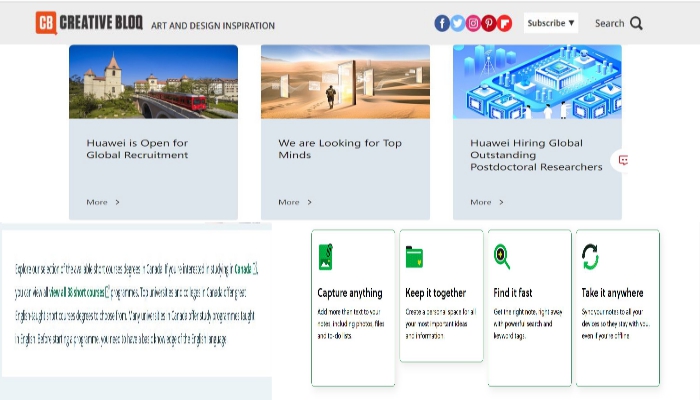 CB CREATIVE BLOQ ART AND DESIGN INSPIRATION
Subscribe ▼
Search
Huawei is Open for
Global Recruitment
More >
We are Looking for Top
Minds
More >
Huawei Hiring Global
Outstanding
Postdoctoral Researchers
More >
Explore our selection of the available short courses degrees in Canada. If you're interested in studying in Canada,
you can view all view all 38 short courses programmes. Top universities and colleges in Canada offer great
English-taught short courses degrees to choose from. Many universities in Canada offer study programmes taught
in English. Before starting a programme, you need to have a basic knowledge of the English language
Capture anything
Add more than text to your
notes, including photos, files
and to-do lists.
Keep it together
Create a personal space for all
your most important ideas
and information.
Find it fast
Get the right note, right away
with powerful search and
keyword tags.
Take it anywhere
Sync your notes to all your
devices so they stay with you,
even if you're offline